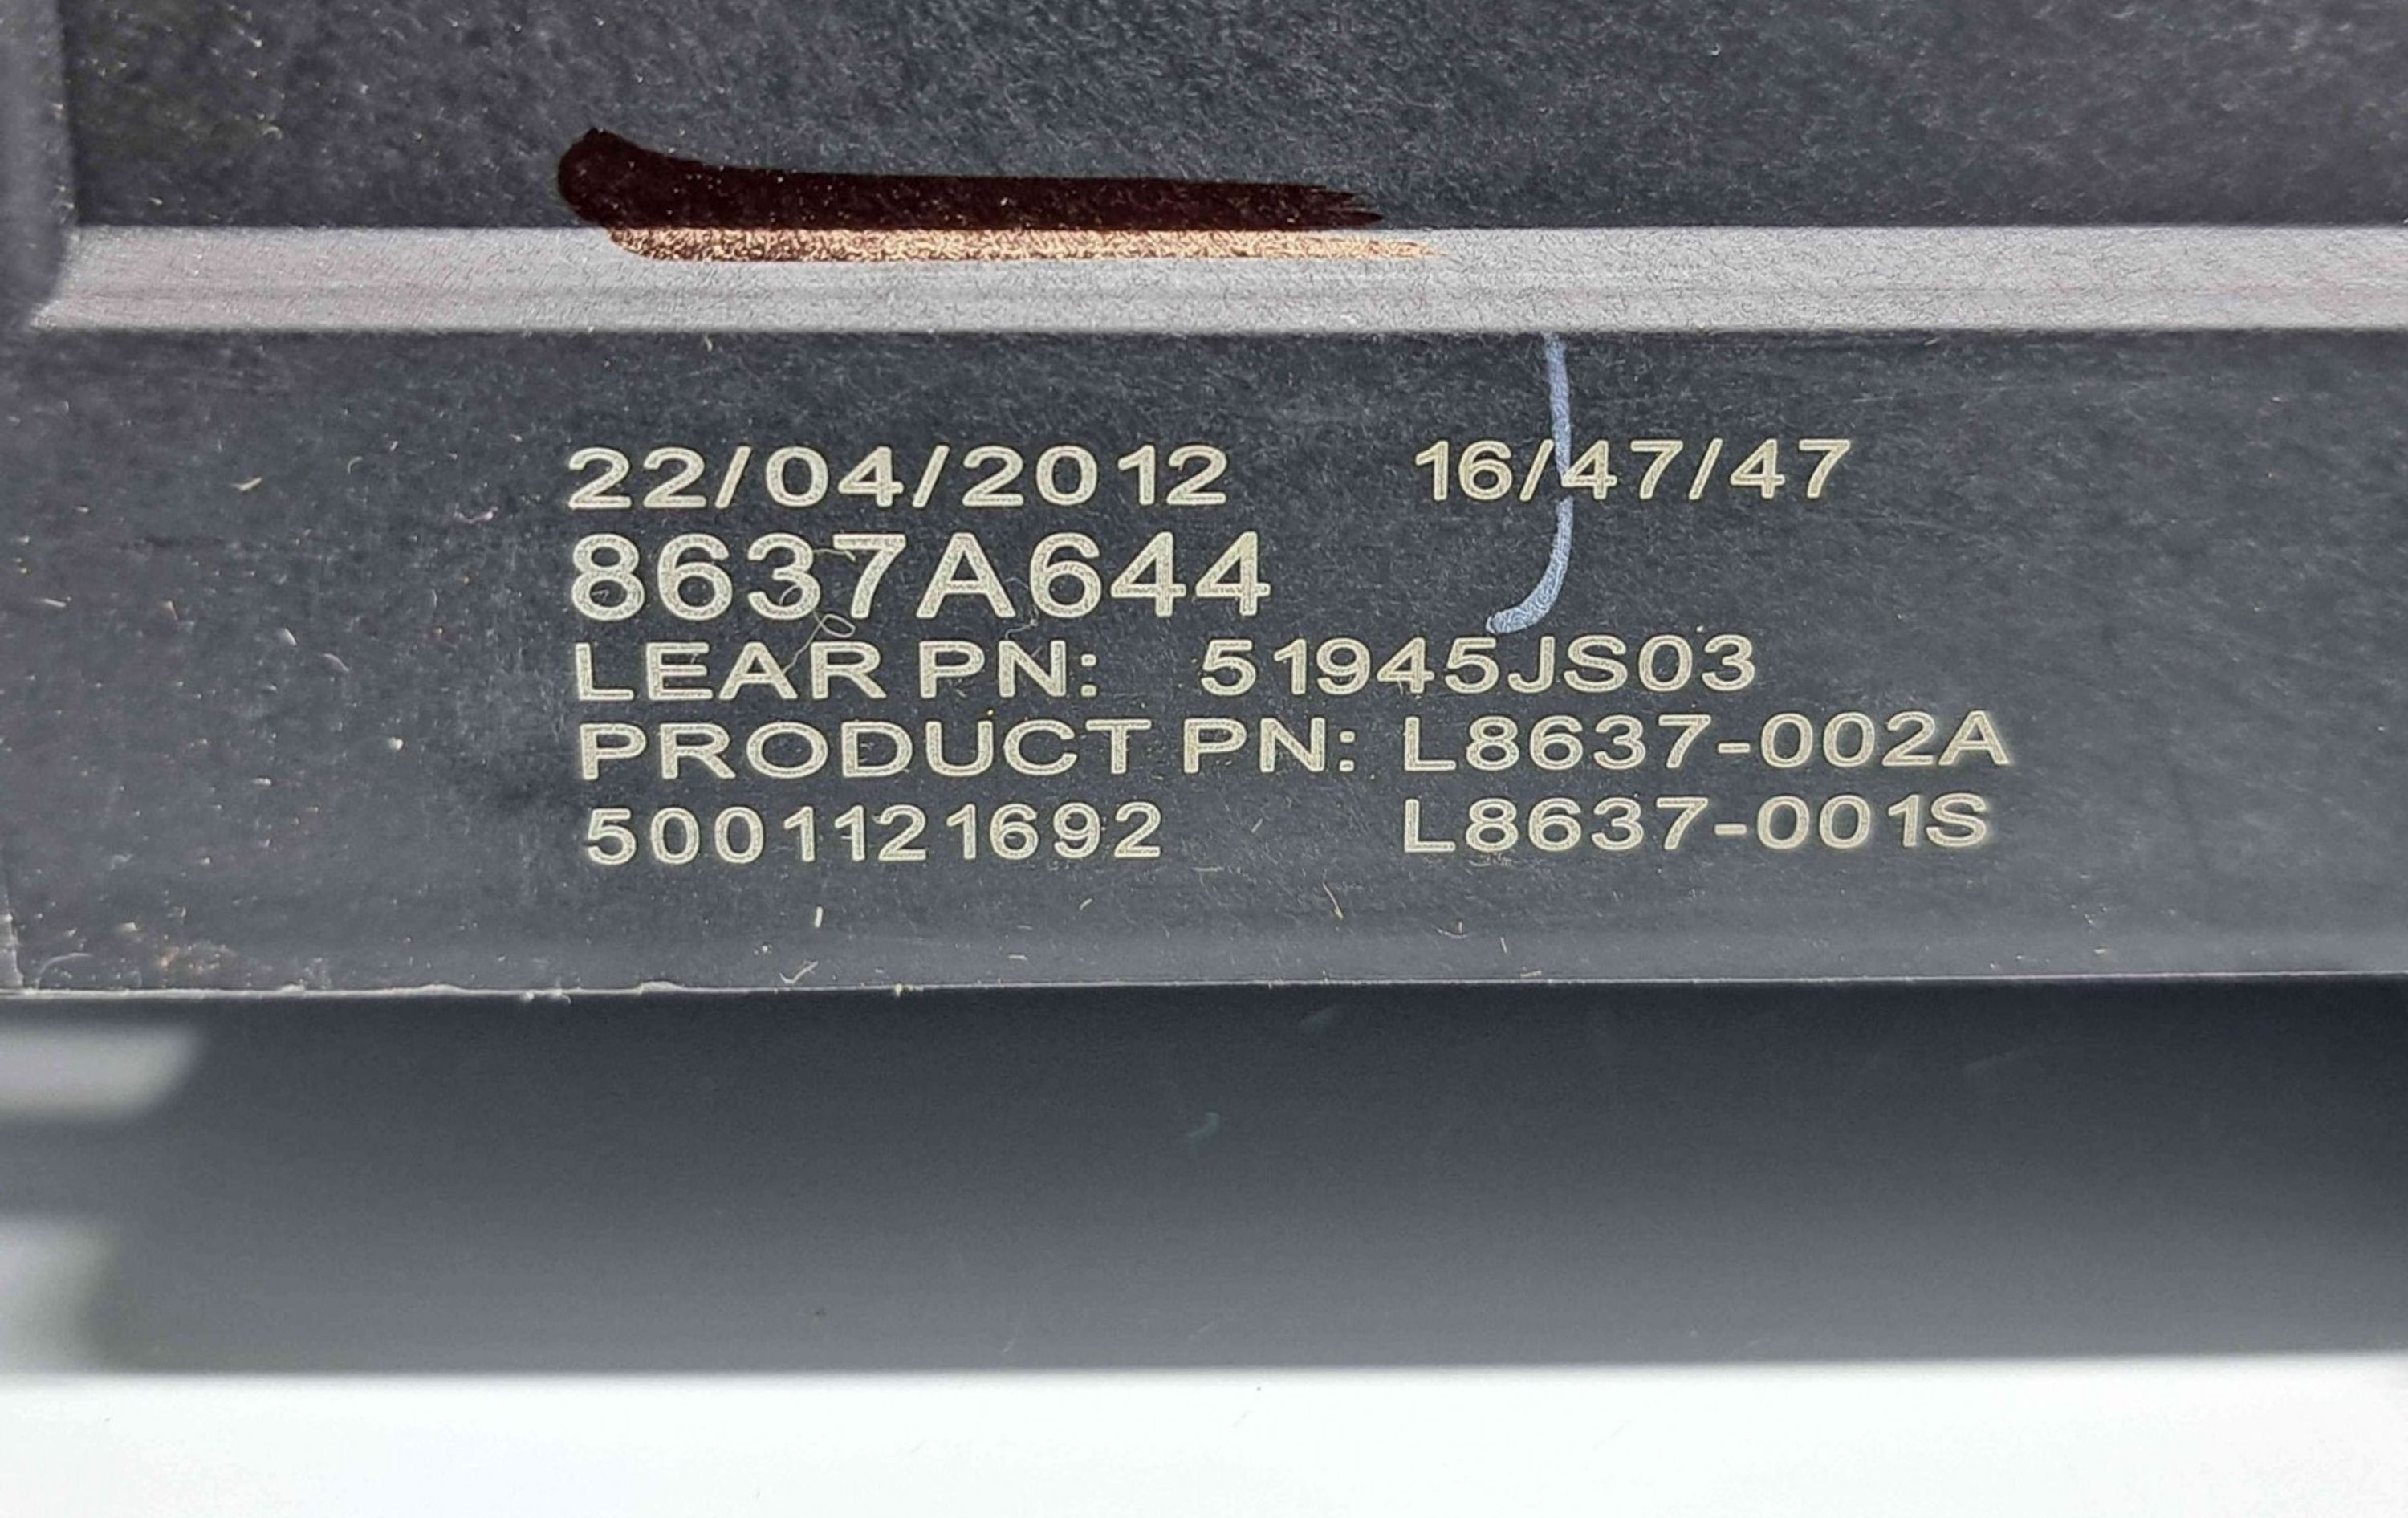 22/04/2012 16/47/47
8637A644
LEAR PN: 51945JS03
PRODUCT PN: L8637-002A
5001121692 L8637-001S